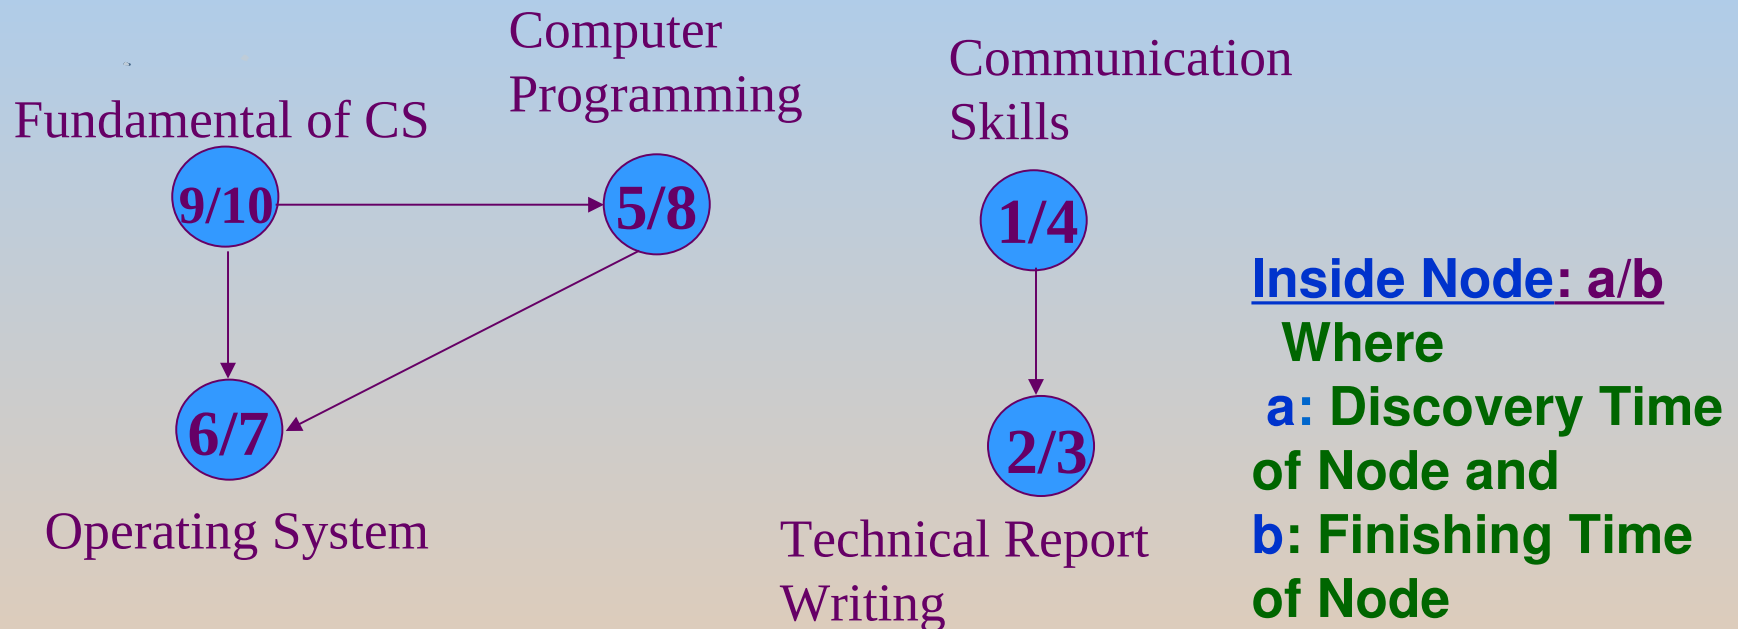 Computer
Programming
Communication
Skills
Fundamental of CS
9/10
5/8
1/4
6/7
2/3
Operating System
Technical Report
Writing
Inside Node: a/b
Where
a: Discovery Time
of Node and
b: Finishing Time
of Node